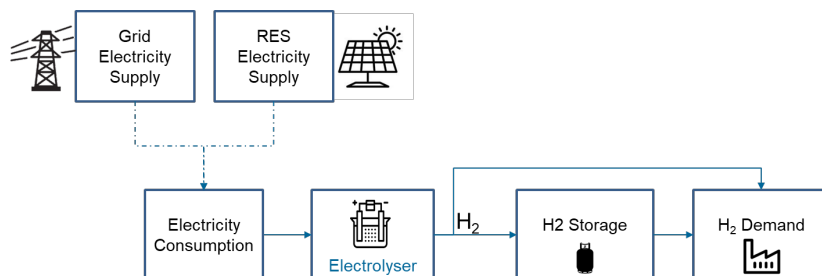 Grid
Electricity
Supply
RES
Electricity
Supply
Electricity
Consumption
+ -
Electrolyser
H₂
H2 Storage
H₂ Demand